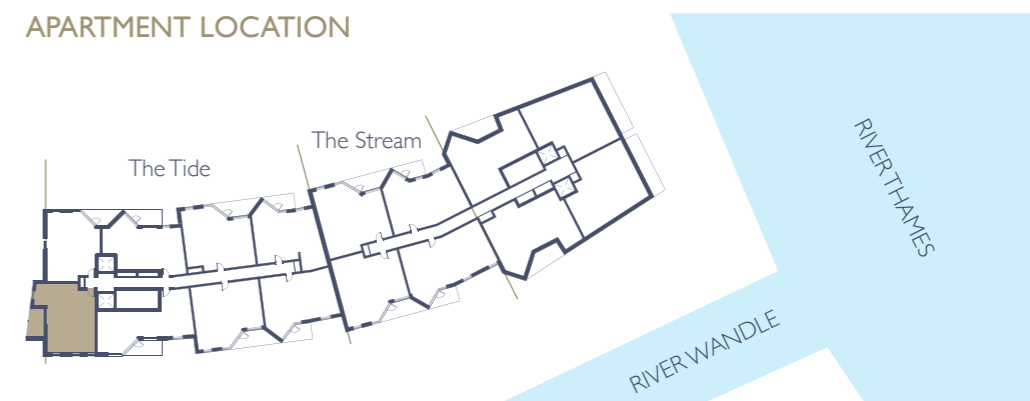 APARTMENT LOCATION
The Tide
The Stream
RIVER THAMES
RIVER WANDLE